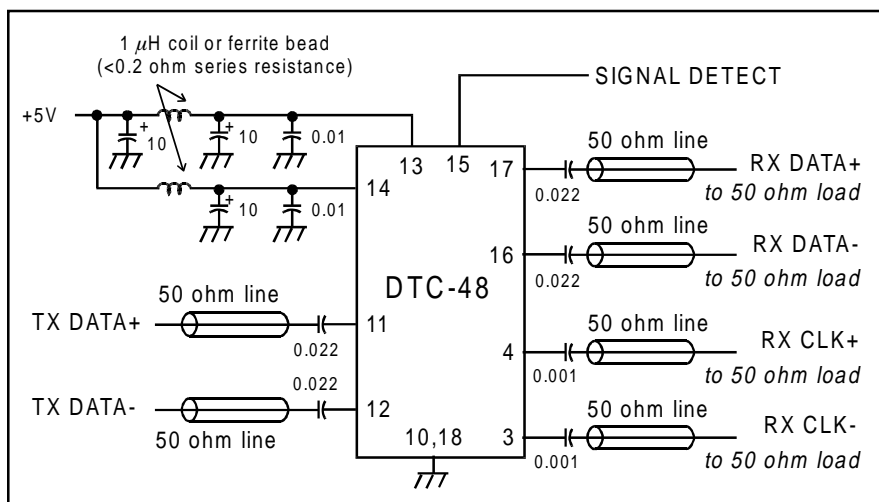 1 μH coil or ferrite bead
(<0.2 ohm series resistance)
SIGNAL DETECT
+5V
+
10
+
10
0.01
13
15
17
50 ohm line
RX DATA+
0.022
to 50 ohm load
14
+
10
0.01
16
50 ohm line
RX DATA-
0.022
to 50 ohm load
DTC-48
50 ohm line
TX DATA+
11
0.022
4
50 ohm line
RX CLK+
0.001
to 50 ohm load
0.022
TX DATA-
12
50 ohm line
10,18
3
50 ohm line
RX CLK-
0.001
to 50 ohm load